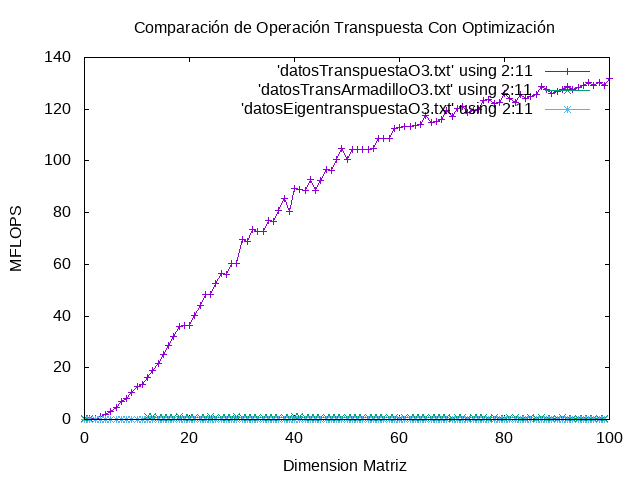 Comparación de Operación Transpuesta Con Optimización
'datosTranspuestaO3.txt' using 2:11
'datosTransArmadilloO3.txt' using 2:11
'datosEigentranspuestaO3.txt' using 2:11
MFLOPS
140
120
100
80
60
40
20
0
0 20 40 60 80 100
Dimension Matriz